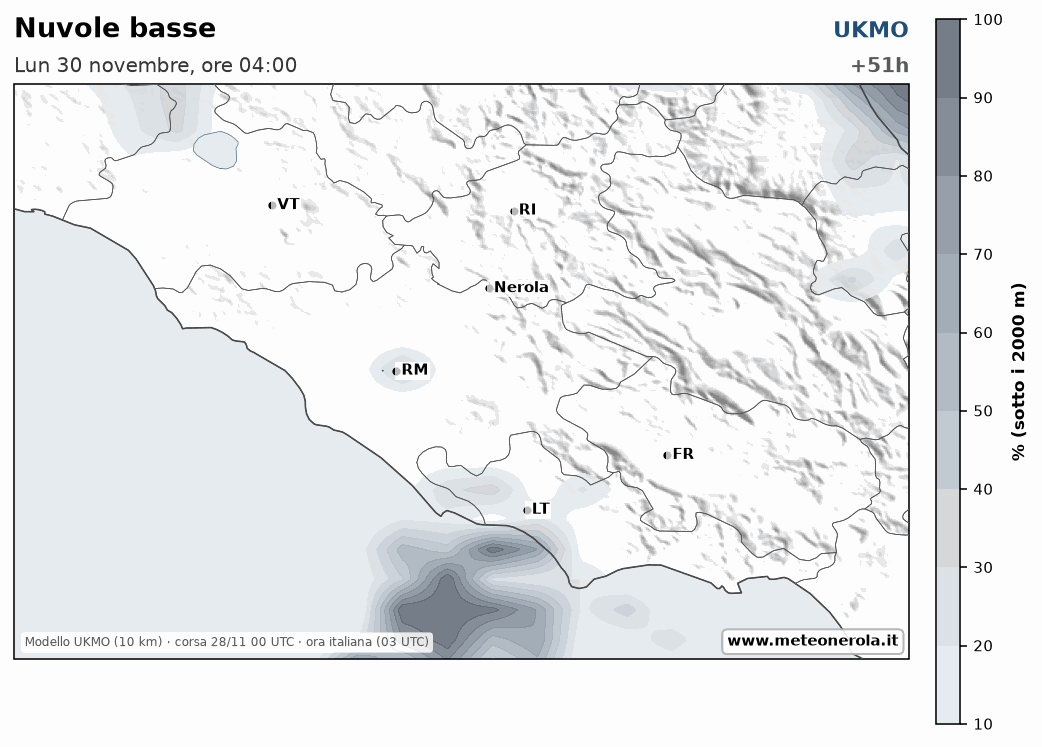 Nuvole basse
UKMO
Lun 30 novembre, ore 04:00
+51h
VT
RI
Nerola
RM
FR
LT
Modello UKMO (10 km) · corsa 28/11 00 UTC · ora italiana (03 UTC)
www.meteonerola.it
100
90
80
70
60
50
40
30
20
10
% (sotto i 2000 m)